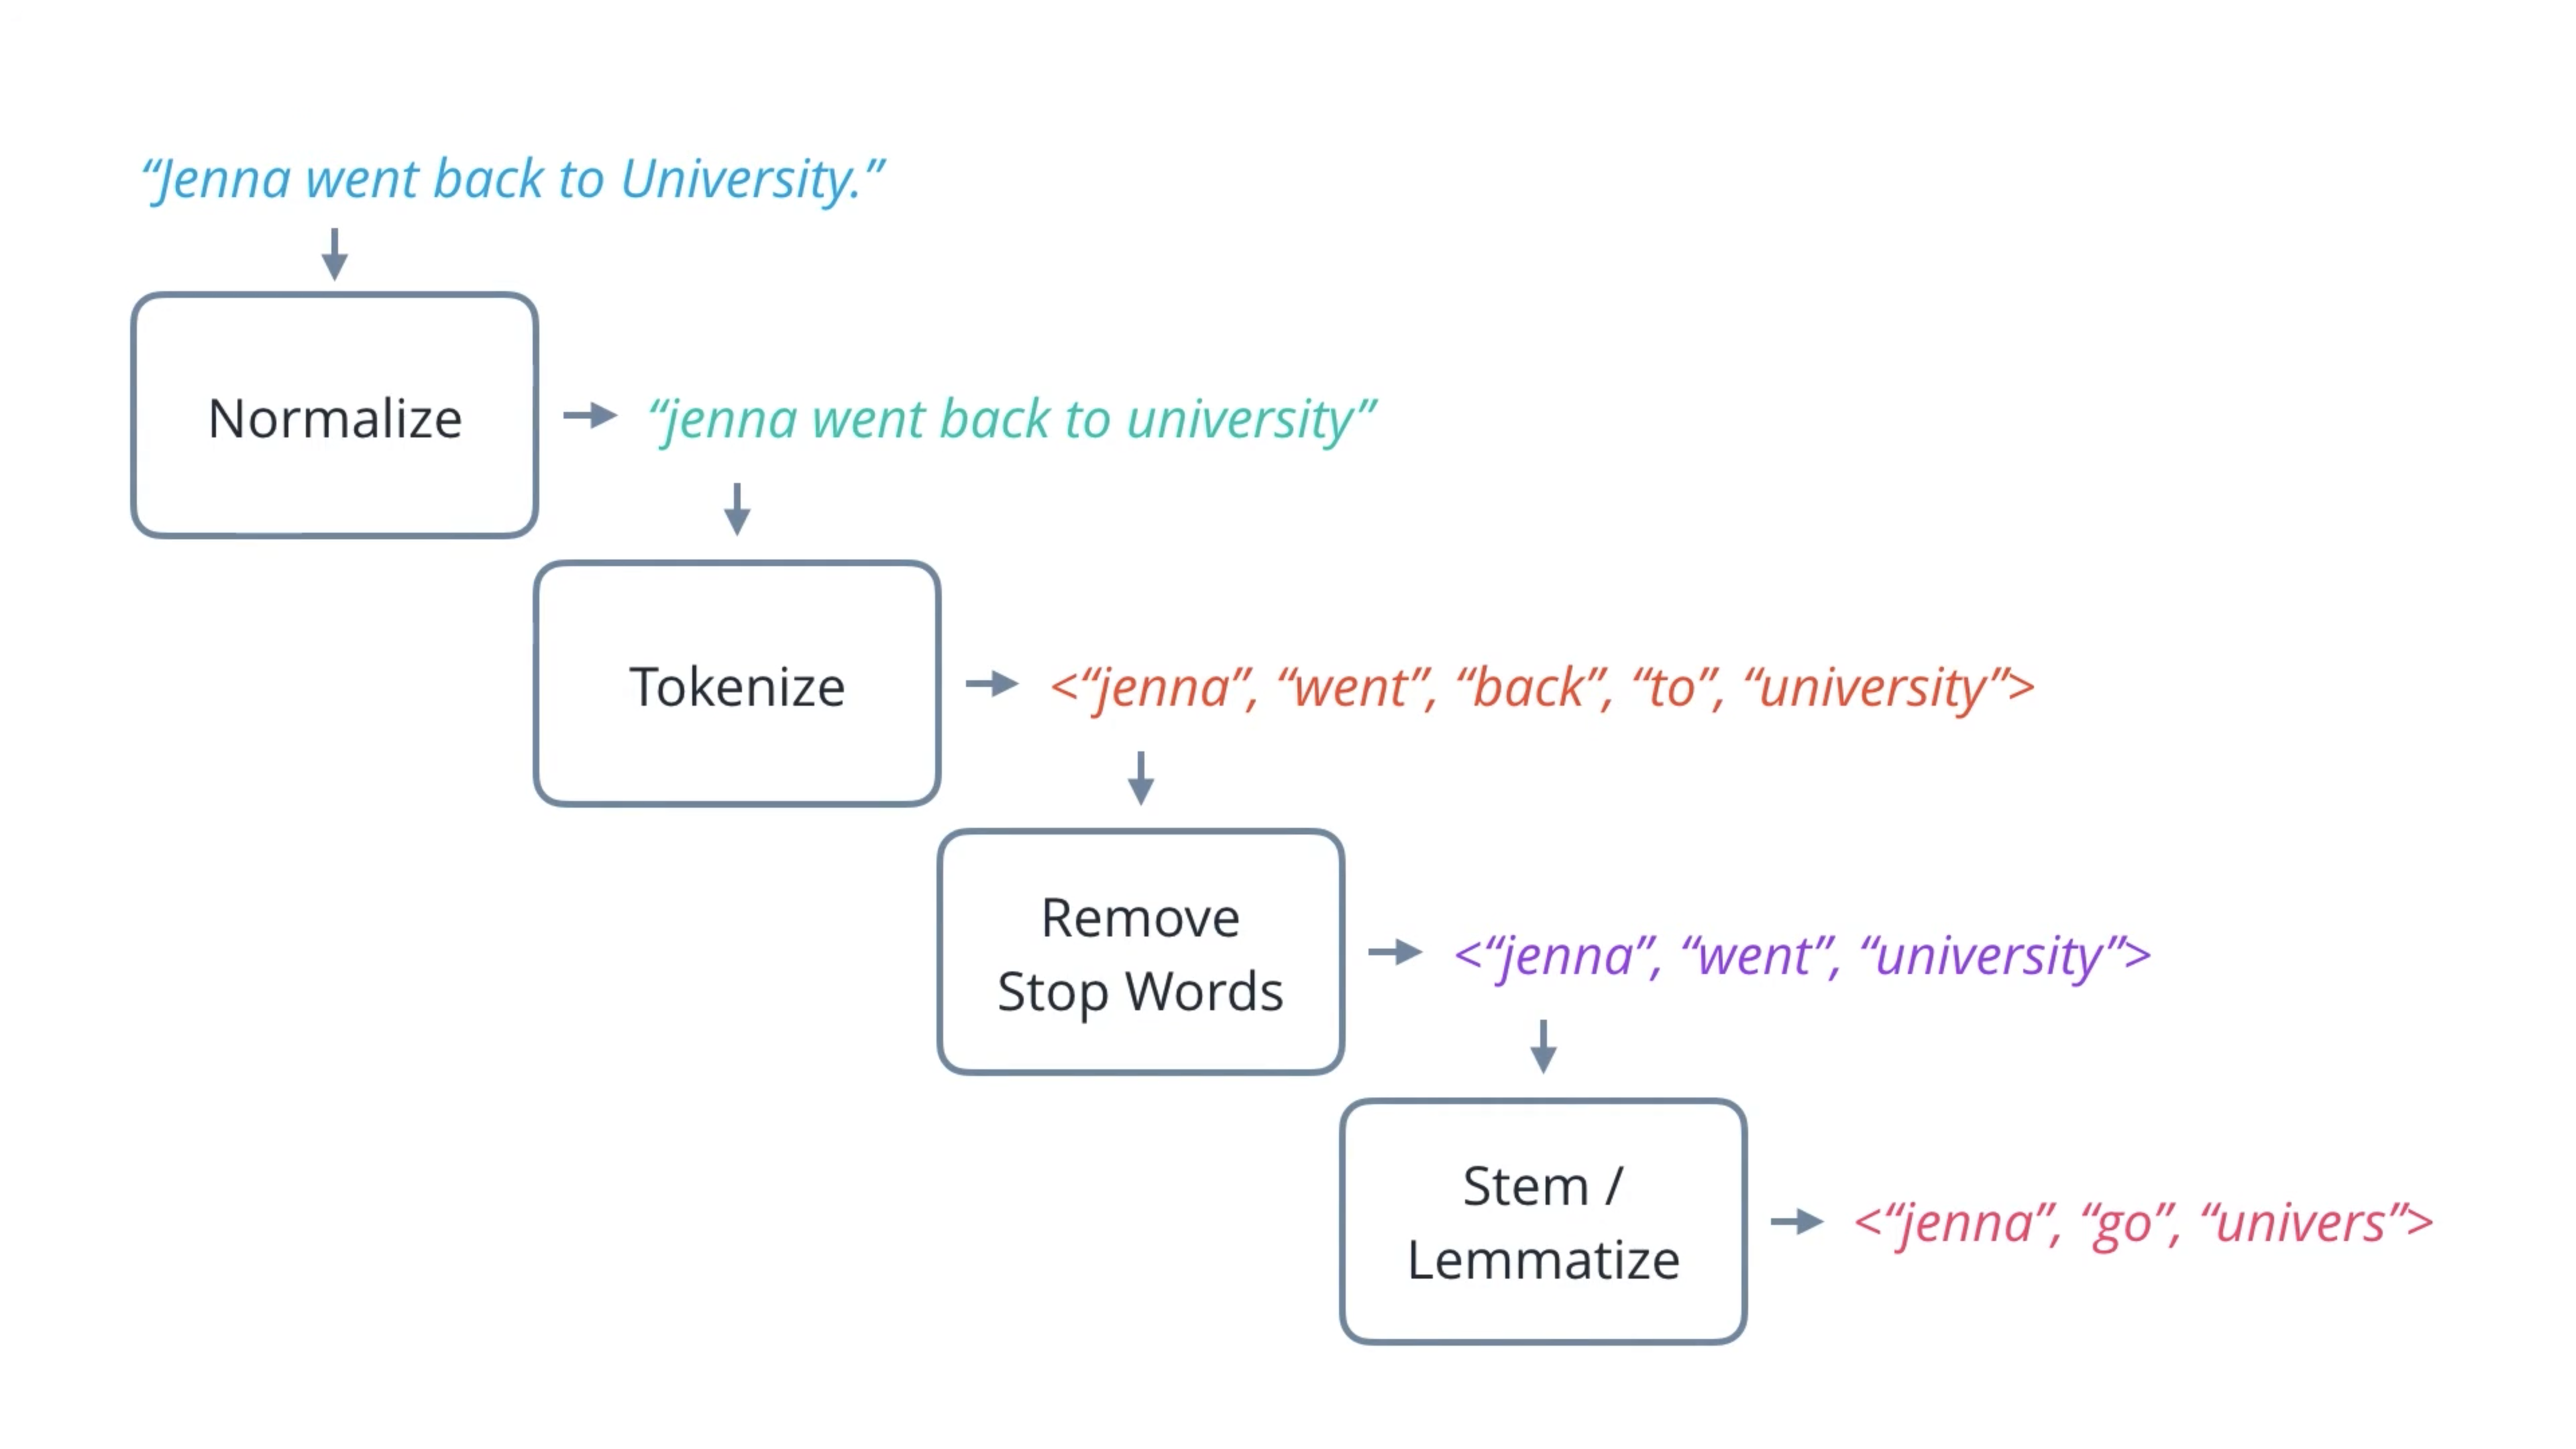 “Jenna went back to University.”
Normalize
“jenna went back to university”
Tokenize
<“jenna”, “went”, “back”, “to”, “university”>
Remove
Stop Words
<“jenna”, “went”, “university”>
Stem /
Lemmatize
<“jenna”, “go”, “univers”>